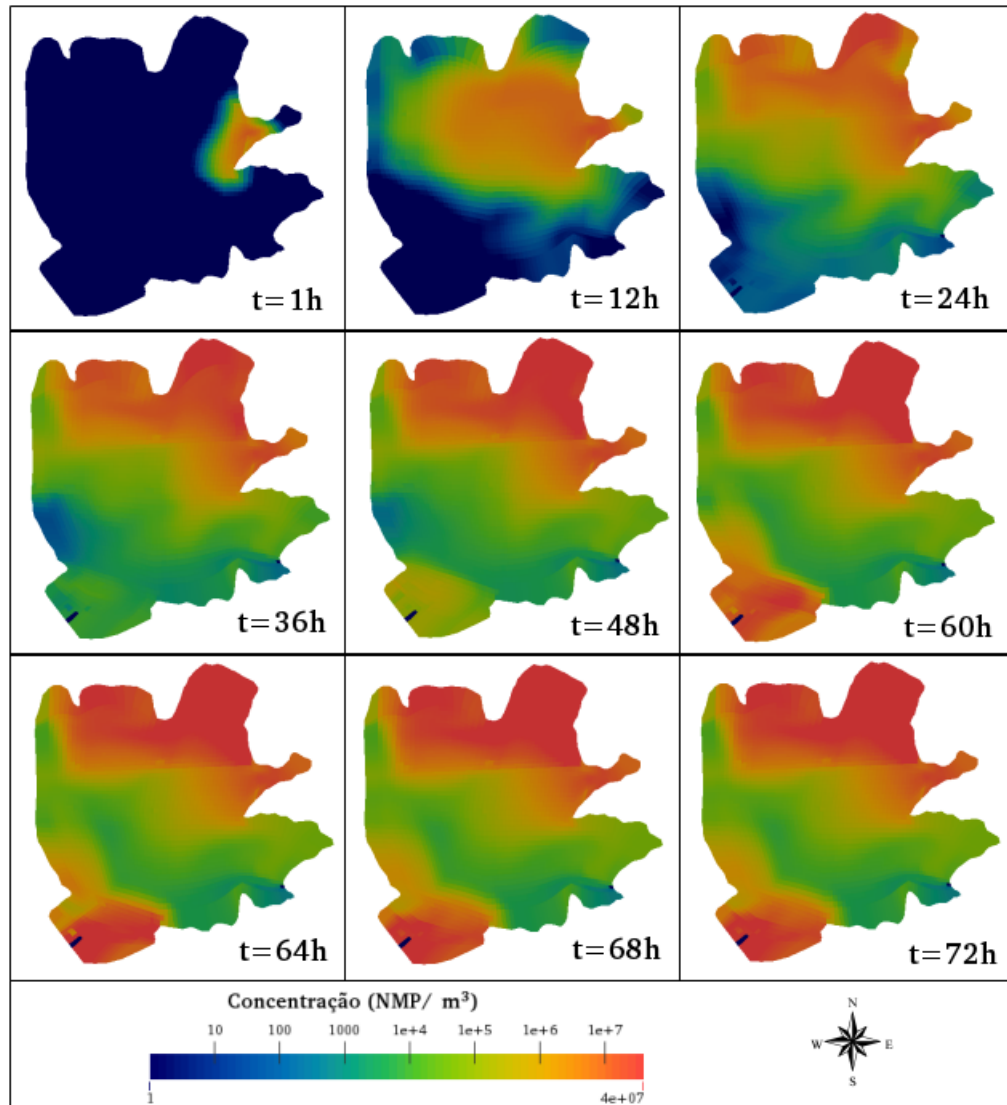 t=1h
t=12h
t=24h
t=36h
t=48h
t=60h
t=64h
t=68h
t=72h
Concentração (NMP/ m³)
10 100 1000 1e+4 1e+5 1e+6 1e+7
1 4e+07
N
W E
S